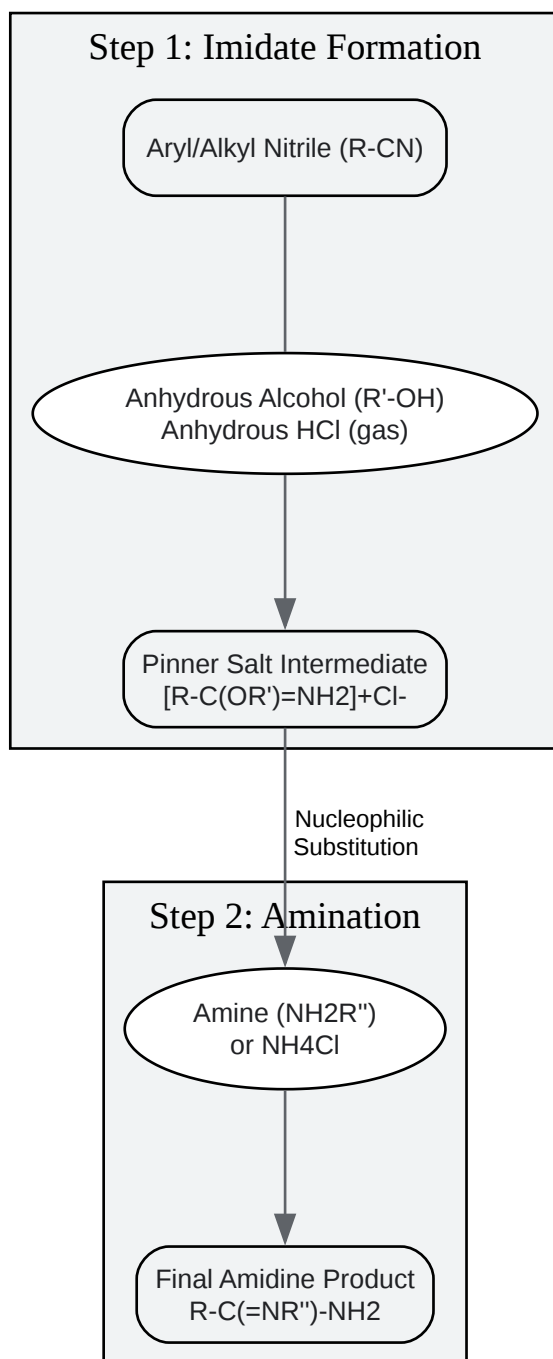 Step 1: Imidate Formation
Aryl/Alkyl Nitrile (R-CN)
Anhydrous Alcohol (R'-OH)
Anhydrous HCl (gas)
Pinner Salt Intermediate
[R-C(OR')=NH2]+Cl-
Nucleophilic
Substitution
Step 2: Amination
Amine (NH2R'')
or NH4Cl
Final Amidine Product
R-C(=NR'')-NH2